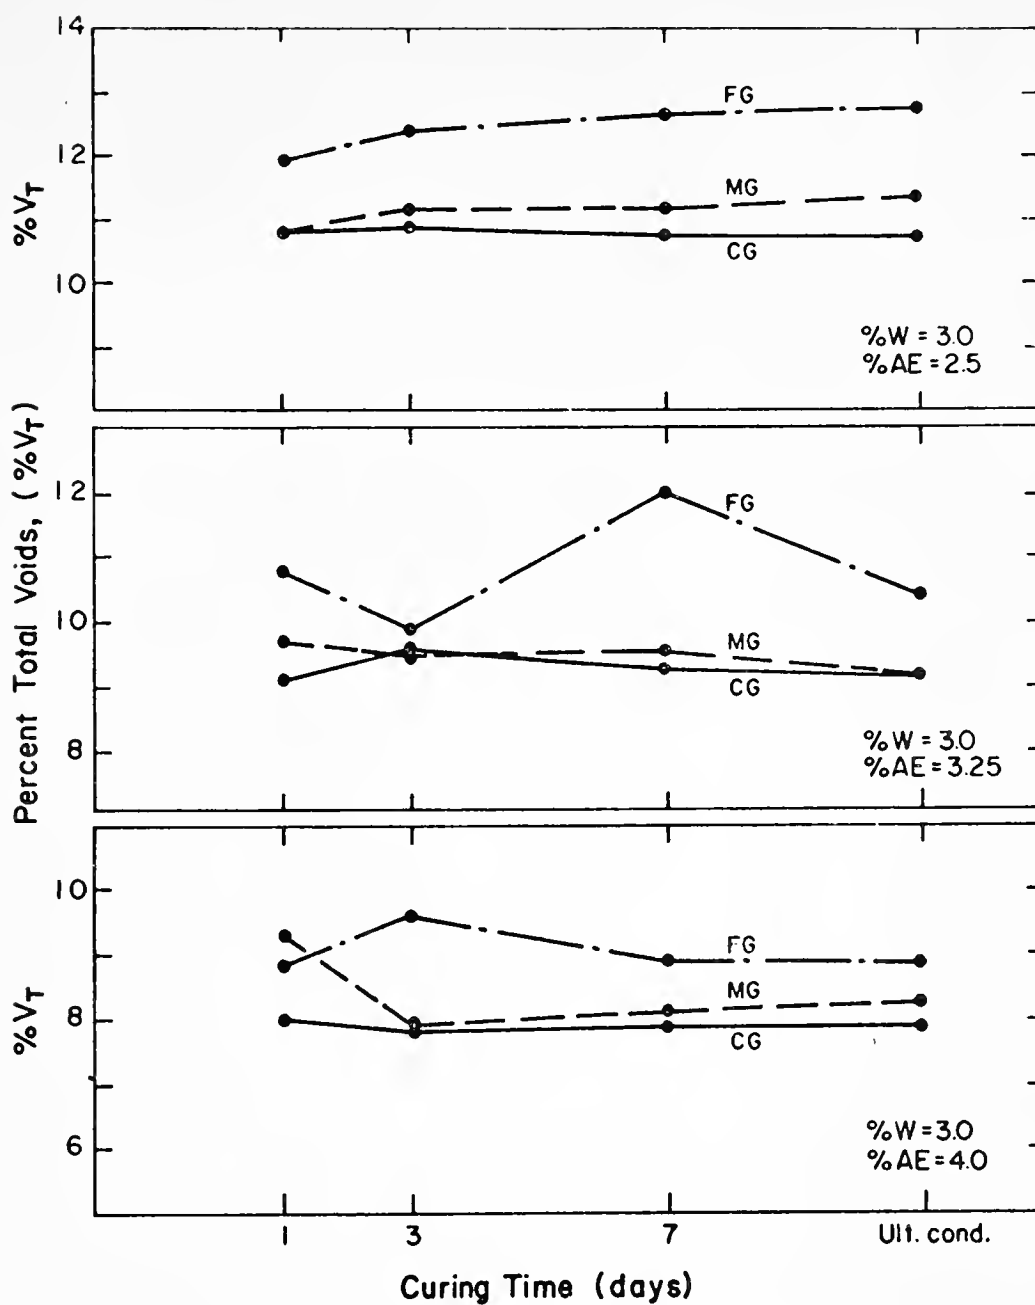 Percent Total Voids, (%V_T)
%V_T
14
12
10
FG
MG
CG
%W = 3.0
%AE = 2.5
12
10
8
FG
MG
CG
%W = 3.0
%AE = 3.25
%V_T
10
8
6
FG
MG
CG
%W = 3.0
%AE = 4.0
1 3 7 Ult. cond.
Curing Time (days)